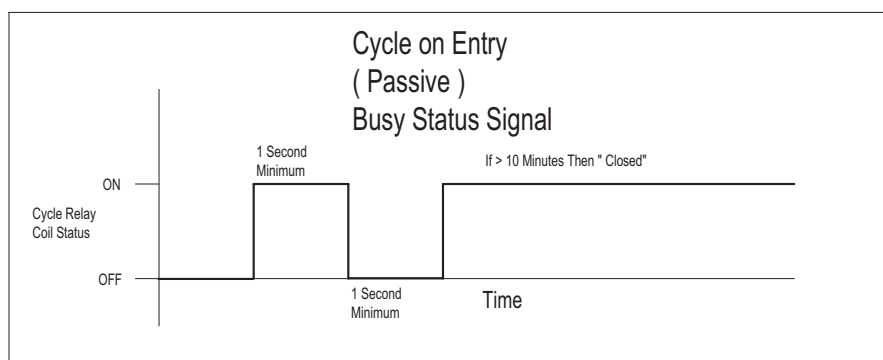 Cycle on Entry
( Passive )
Busy Status Signal
1 Second
Minimum
If > 10 Minutes Then " Closed"
ON
Cycle Relay
Coil Status
OFF
1 Second
Minimum
Time